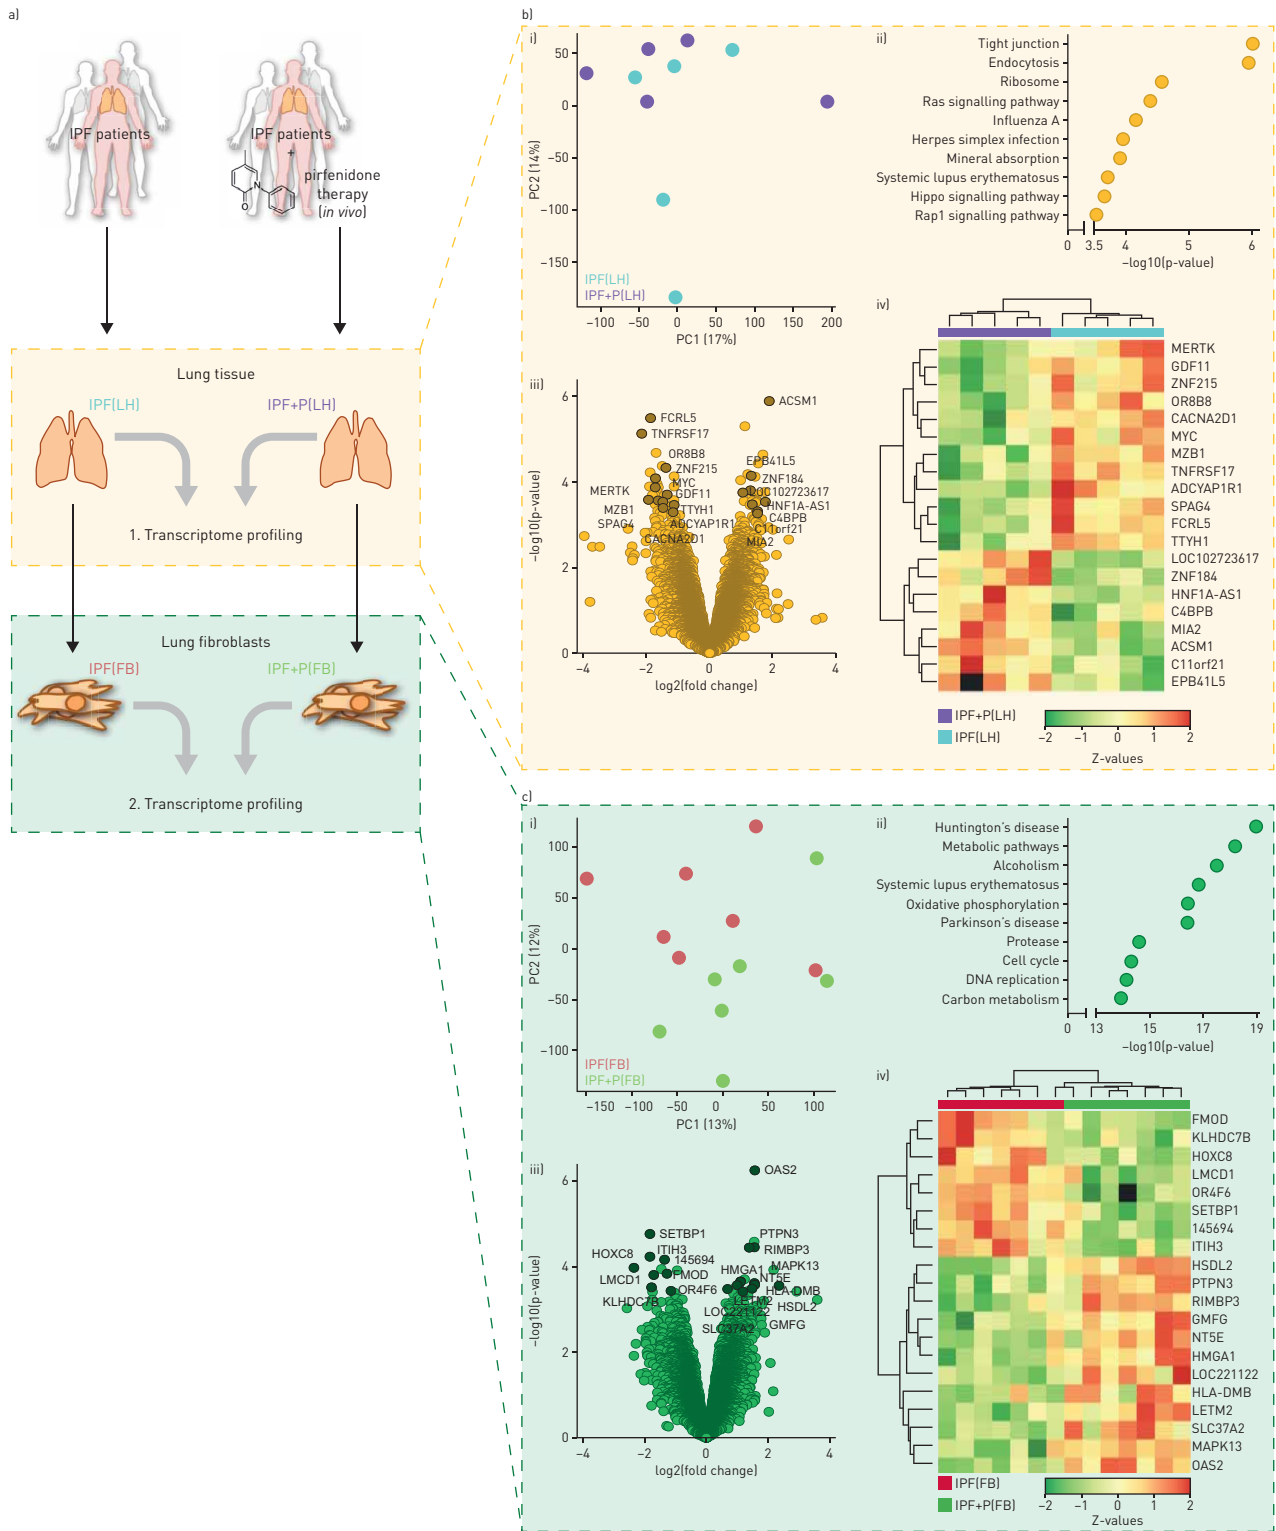 a)
IPF patients
IPF patients
+
pirfenidone
therapy
(in vivo)
N
O
Lung tissue
IPF(LH)
IPF+P(LH)
1. Transcriptome profiling
Lung fibroblasts
IPF(FB)
IPF+P(FB)
2. Transcriptome profiling
b)
i)
PC2 (14%)
50
0
−50
−100
−150
IPF(LH)
IPF+P(LH)
−100 −50 0 50 100 150 200
PC1 (17%)
ii)
Tight junction
Endocytosis
Ribosome
Ras signalling pathway
Influenza A
Herpes simplex infection
Mineral absorption
Systemic lupus erythematosus
Hippo signalling pathway
Rap1 signalling pathway
0 3.5 4 5 6
−log10(p-value)
iii)
−log10(p-value)
6
4
2
0
ACSM1
FCRL5
TNFRSF17
OR8B8
ZNF215
MYC
GDF11
MERTK
MZB1
TTYH1
SPAG4
ADCYAP1R1
CACNA2D1
EPB41L5
ZNF184
LOC102723617
HNF1A-AS1
C4BPB
C11orf21
MIA2
−4 −2 0 2 4
log2(fold change)
iv)
MERTK
GDF11
ZNF215
OR8B8
CACNA2D1
MYC
MZB1
TNFRSF17
ADCYAP1R1
SPAG4
FCRL5
TTYH1
LOC102723617
ZNF184
HNF1A-AS1
C4BPB
MIA2
ACSM1
C11orf21
EPB41L5
IPF+P(LH)
IPF(LH)
−2 −1 0 1 2
Z-values
c)
i)
PC2 (12%)
100
50
0
−50
−100
IPF(FB)
IPF+P(FB)
−150 −100 −50 0 50 100
PC1 (13%)
ii)
Huntington's disease
Metabolic pathways
Alcoholism
Systemic lupus erythematosus
Oxidative phosphorylation
Parkinson's disease
Protease
Cell cycle
DNA replication
Carbon metabolism
0 13 15 17 19
−log10(p-value)
iii)
−log10(p-value)
6
4
2
0
OAS2
SETBP1
ITIH3
HOXC8
145694
LMCD1
FMOD
OR4F6
KLHDC7B
PTPN3
RIMBP3
MAPK13
HMGA1
NT5E
HLA-DMB
LETM2
HSDL2
LOC221122
SLC37A2
GMFG
−4 −2 0 2 4
log2(fold change)
iv)
FMOD
KLHDC7B
HOXC8
LMCD1
OR4F6
SETBP1
145694
ITIH3
HSDL2
PTPN3
RIMBP3
GMFG
NT5E
HMGA1
LOC221122
HLA-DMB
LETM2
SLC37A2
MAPK13
OAS2
IPF(FB)
IPF+P(FB)
−2 −1 0 1 2
Z-values